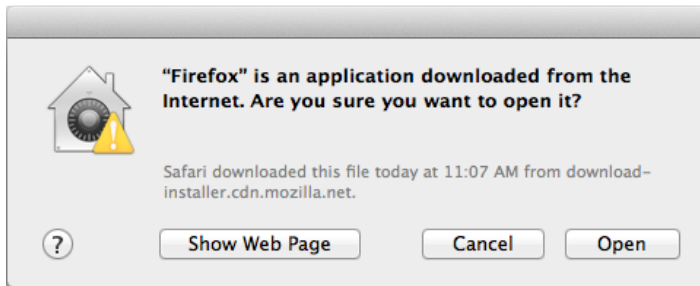 “Firefox” is an application downloaded from the
Internet. Are you sure you want to open it?
Safari downloaded this file today at 11:07 AM from download-
installer.cdn.mozilla.net.
? Show Web Page Cancel Open